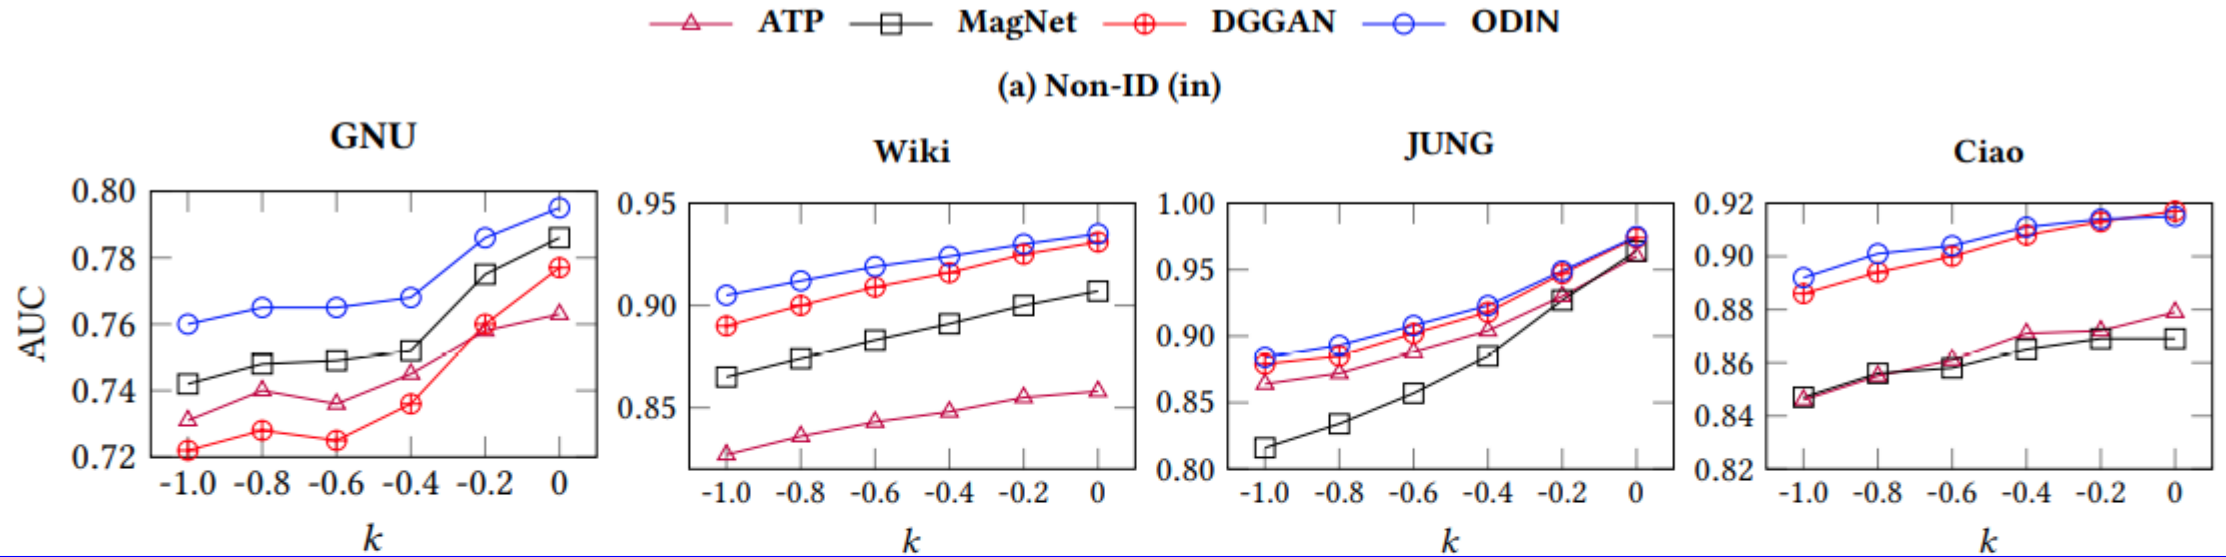 ATP MagNet DGGAN ODIN
(a) Non-ID (in)
GNU
AUC
0.80
0.78
0.76
0.74
0.72
-1.0 -0.8 -0.6 -0.4 -0.2 0
k
Wiki
0.95
0.90
0.85
-1.0 -0.8 -0.6 -0.4 -0.2 0
k
JUNG
1.00
0.95
0.90
0.85
0.80
-1.0 -0.8 -0.6 -0.4 -0.2 0
k
Ciao
0.92
0.90
0.88
0.86
0.84
0.82
-1.0 -0.8 -0.6 -0.4 -0.2 0
k